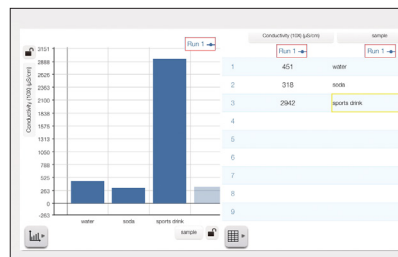 Conductivity (10X) (µS/cm)
sample
Run 1
Run 1
Run 1
Conductivity (10X) (µS/cm)
3151
2888
2626
2363
2100
1838
1575
1313
1050
788
525
263
0
-263
water
soda
sports drink
sample
1 451 water
2 318 soda
3 2942 sports drink
4
5
6
7
8
9